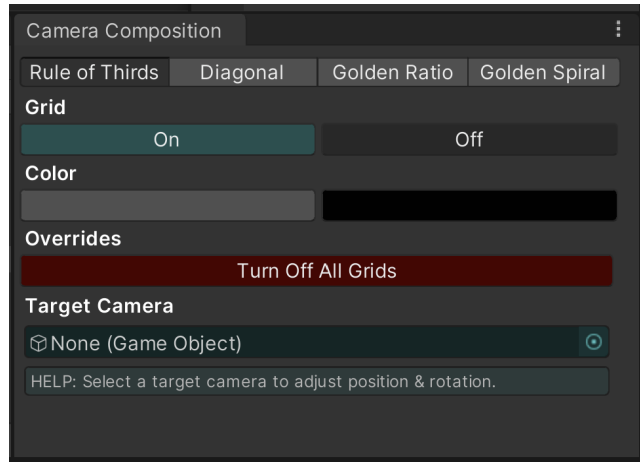 Camera Composition
Rule of Thirds Diagonal Golden Ratio Golden Spiral
Grid
On Off
Color
Overrides
Turn Off All Grids
Target Camera
None (Game Object)
HELP: Select a target camera to adjust position & rotation.